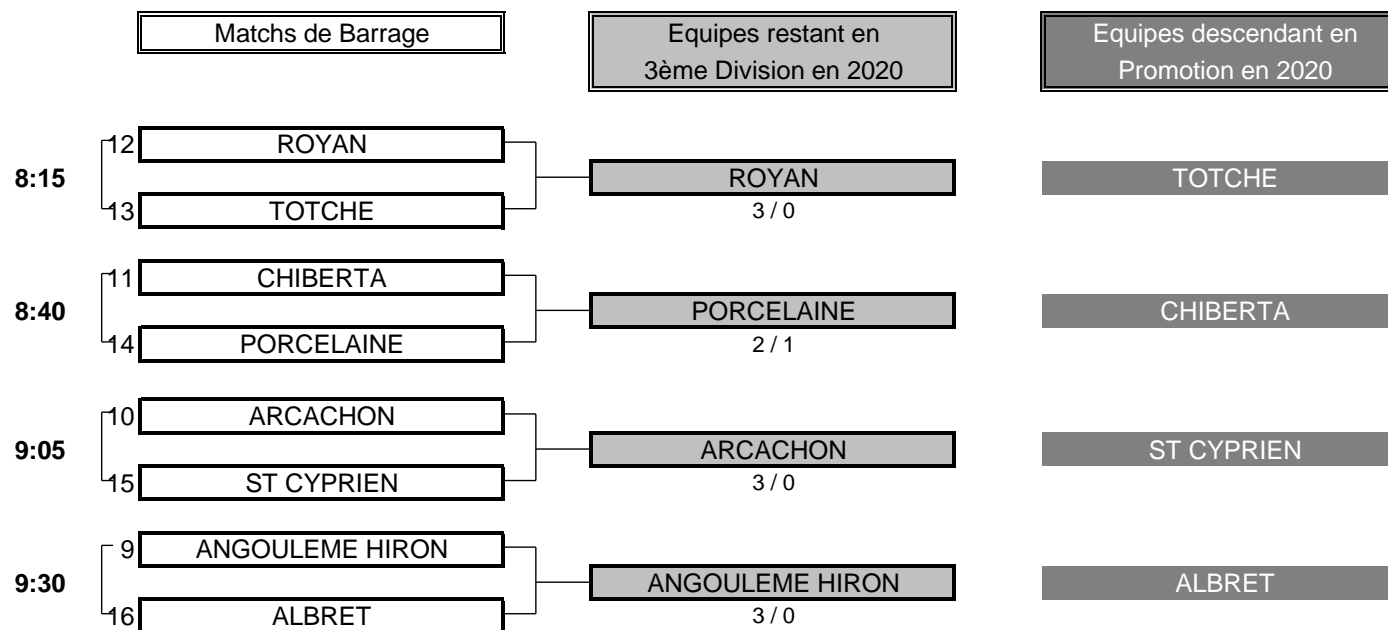 Matchs de Barrage
Equipes restant en
3ème Division en 2020
Equipes descendant en
Promotion en 2020
12 ROYAN
8:15 ROYAN TOTCHE
13 TOTCHE 3 / 0
11 CHIBERTA
8:40 PORCELAINE CHIBERTA
14 PORCELAINE 2 / 1
10 ARCACHON
9:05 ARCACHON ST CYPRIEN
15 ST CYPRIEN 3 / 0
9 ANGOULEME HIRON
9:30 ANGOULEME HIRON ALBRET
16 ALBRET 3 / 0